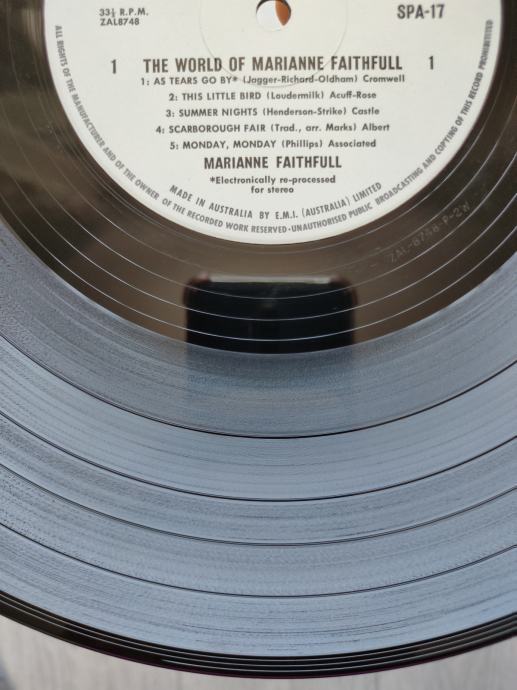 33⅓ R.P.M.
ZAL8748
SPA-17
1 THE WORLD OF MARIANNE FAITHFULL 1
1: AS TEARS GO BY* (Jagger-Richard-Oldham) Cromwell
2: THIS LITTLE BIRD (Loudermilk) Acuff-Rose
3: SUMMER NIGHTS (Henderson-Strike) Castle
4: SCARBOROUGH FAIR (Trad., arr. Marks) Albert
5: MONDAY, MONDAY (Phillips) Associated
MARIANNE FAITHFULL
*Electronically re-processed
for stereo
MADE IN AUSTRALIA BY E.M.I. (AUSTRALIA) LIMITED
ALL RIGHTS OF THE MANUFACTURER AND OF THE OWNER OF THE RECORDED WORK RESERVED·UNAUTHORISED PUBLIC BROADCASTING AND COPYING OF THIS RECORD PROHIBITED
ZAL-8748-P-2W